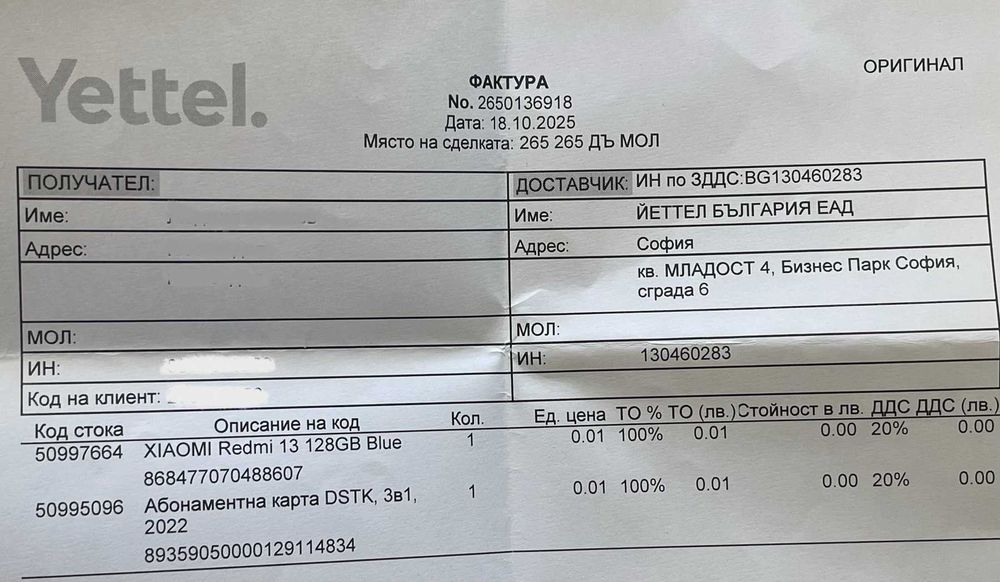 Yettel.
ОРИГИНАЛ
ФАКТУРА
No. 2650136918
Дата: 18.10.2025
Място на сделката: 265 265 ДЪ МОЛ
ПОЛУЧАТЕЛ:
Име:
Адрес:
МОЛ:
ИН:
Код на клиент:
ДОСТАВЧИК: ИН по ЗДДС:BG130460283
Име: ЙЕТТЕЛ БЪЛГАРИЯ ЕАД
Адрес: София
кв. МЛАДОСТ 4, Бизнес Парк София,
сграда 6
МОЛ:
ИН: 130460283
Код стока Описание на код Кол. Ед. цена ТО % ТО (лв.) Стойност в лв. ДДС ДДС (лв.)
50997664 XIAOMI Redmi 13 128GB Blue 1 0.01 100% 0.01 0.00 20% 0.00
868477070488607
50995096 Абонаментна карта DSTK, 3в1, 1 0.01 100% 0.01 0.00 20% 0.00
2022
89359050000129114834